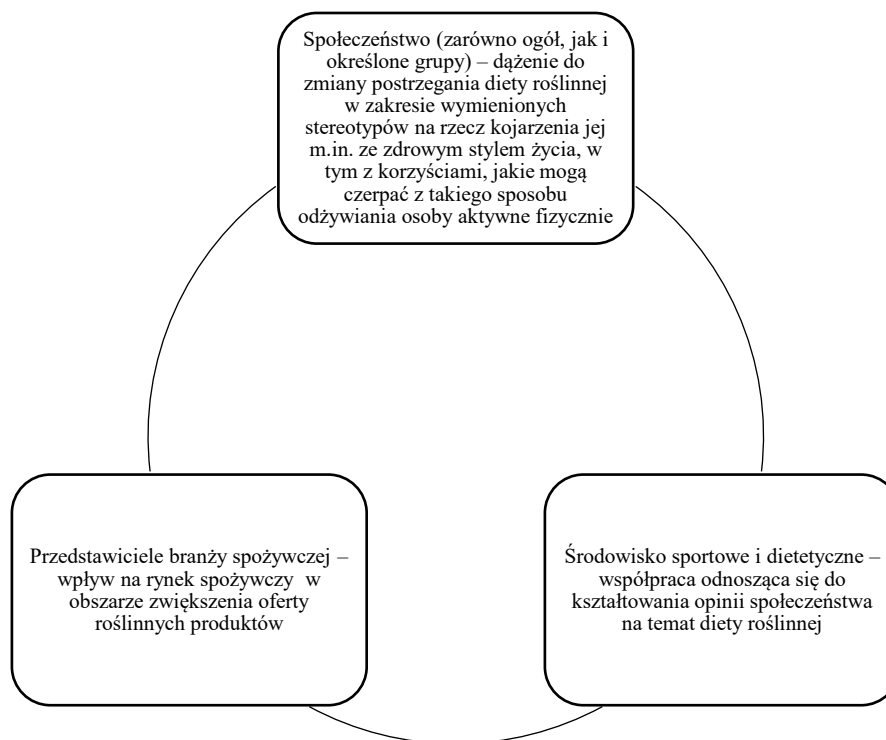 Społeczeństwo (zarówno ogół, jak i
określone grupy) – dążenie do
zmiany postrzegania diety roślinnej
w zakresie wymienionych
stereotypów na rzecz kojarzenia jej
m.in. ze zdrowym stylem życia, w
tym z korzyściami, jakie mogą
czerpać z takiego sposobu
odżywiania osoby aktywne fizycznie
Przedstawiciele branży spożywczej –
wpływ na rynek spożywczy w
obszarze zwiększenia oferty
roślinnych produktów
Środowisko sportowe i dietetyczne –
współpraca odnosząca się do
kształtowania opinii społeczeństwa
na temat diety roślinnej